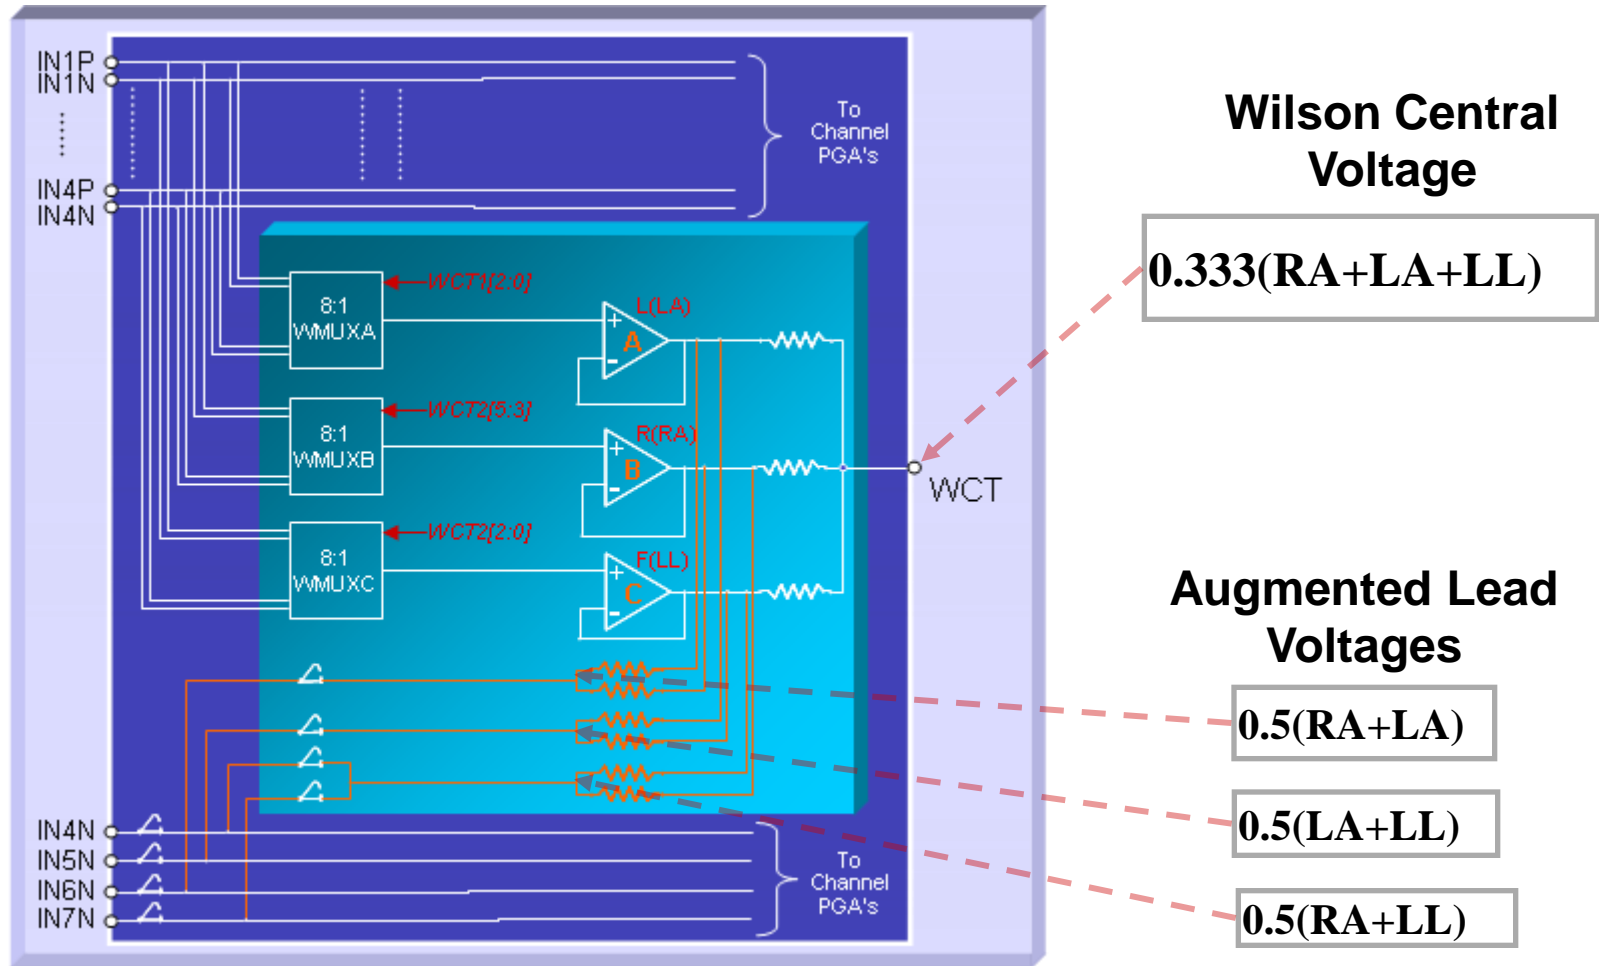 IN1P
IN1N
IN4P
IN4N
To
Channel
PGA's
8:1
WMUXA
WCT1[2:0]
L(LA)
+
A
-
8:1
WMUXB
WCT2[5:3]
R(RA)
+
B
-
8:1
WMUXC
WCT2[2:0]
F(LL)
+
C
-
WCT
IN4N
IN5N
IN6N
IN7N
To
Channel
PGA's
Wilson Central
Voltage
0.333(RA+LA+LL)
Augmented Lead
Voltages
0.5(RA+LA)
0.5(LA+LL)
0.5(RA+LL)